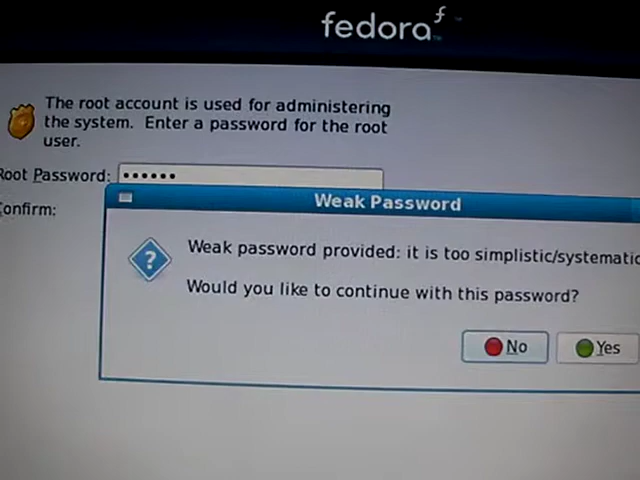 fedora
The root account is used for administering
the system. Enter a password for the root
user.
Root Password: ••••••
Confirm:
Weak Password
Weak password provided: it is too simplistic/systematic
Would you like to continue with this password?
No
Yes